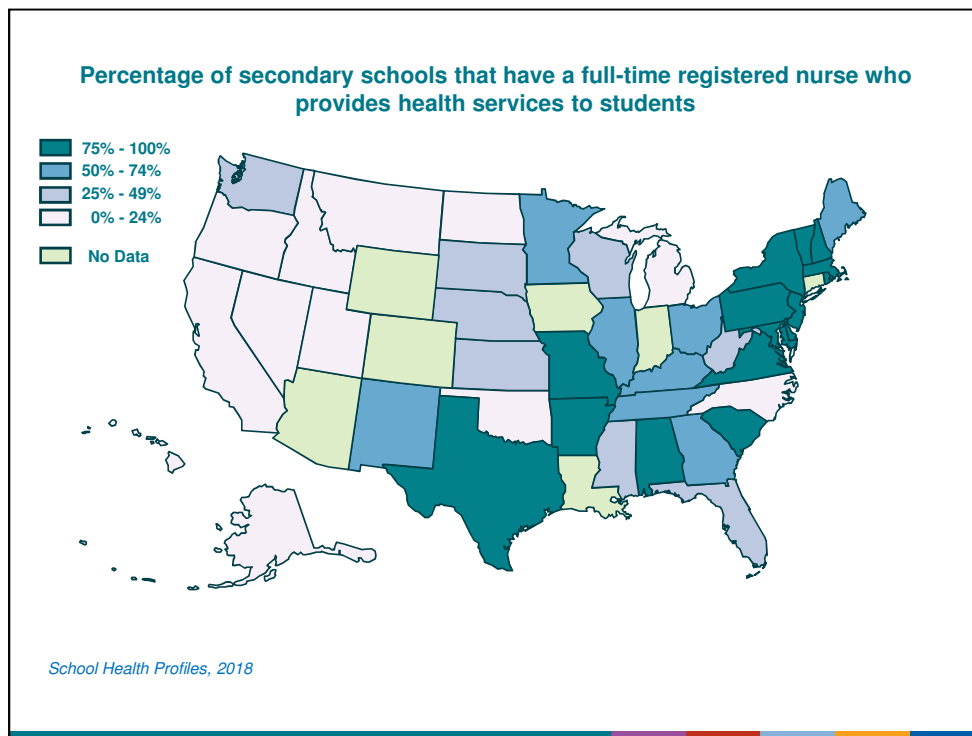 Percentage of secondary schools that have a full-time registered nurse who
provides health services to students
75% - 100%
50% - 74%
25% - 49%
0% - 24%
No Data
School Health Profiles, 2018